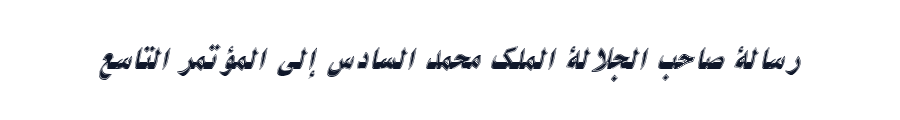 رسالة صاحب الجلالة الملك محمد السادس إلى المؤتمر التاسع